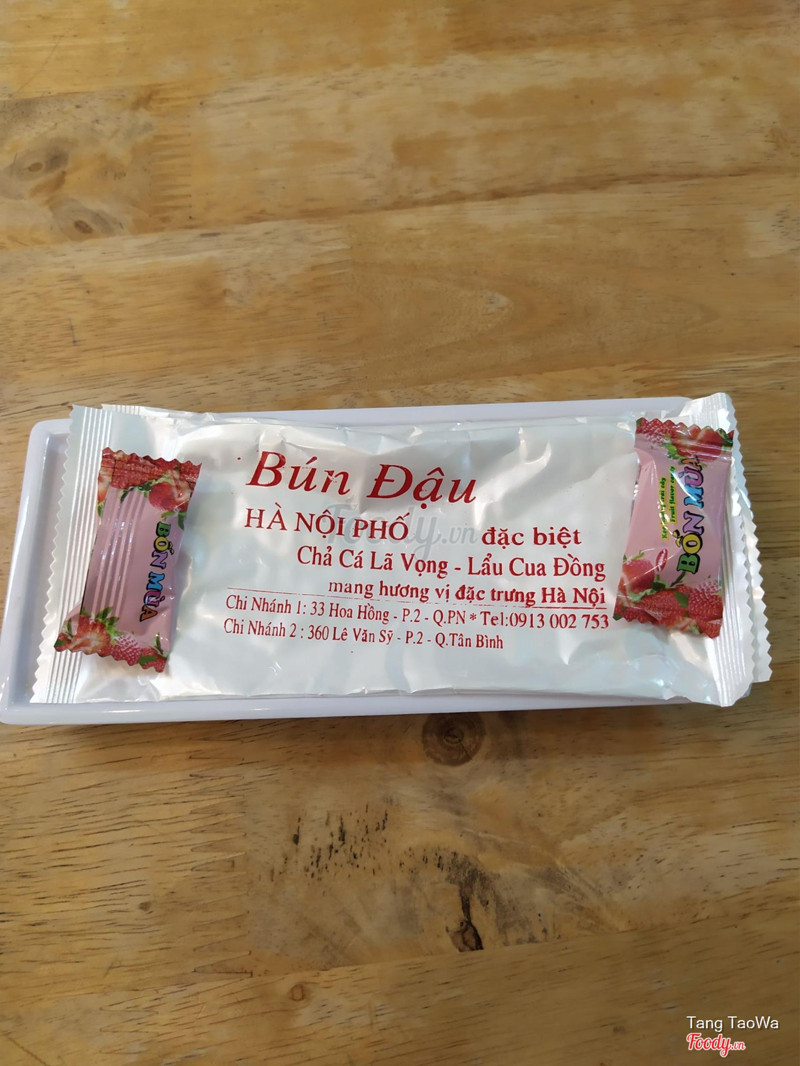 Bún Đậu
HÀ NỘI PHỐ đặc biệt
Chả Cá Lã Vọng - Lẩu Cua Đồng
mang hương vị đặc trưng Hà Nội
Chi Nhánh 1: 33 Hoa Hồng - P.2 - Q.PN * Tel:0913 002 753
Chi Nhánh 2 : 360 Lê Văn Sỹ - P.2 - Q.Tân Bình
BỐN MÙA
BỐN MÙA
Foody.vn
Tang TaoWa
Foody.vn